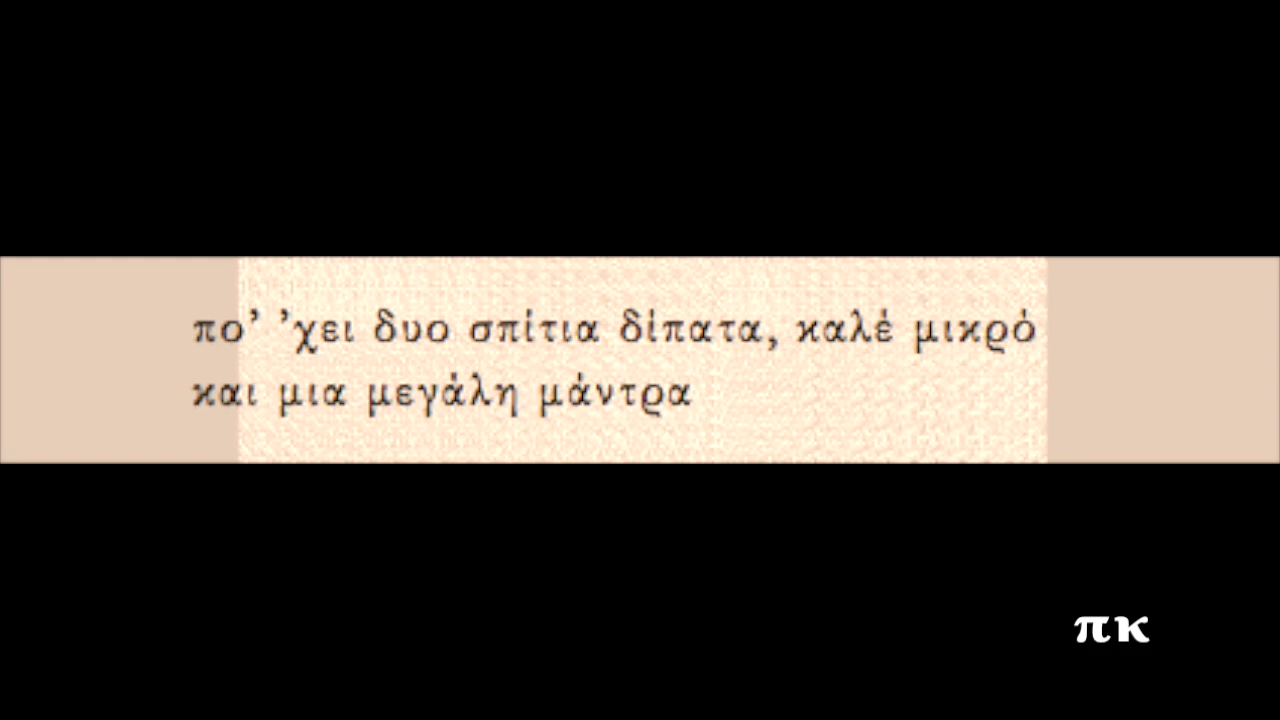 πο’ ’χει δυο σπίτια δίπατα, καλέ μικρό
και μια μεγάλη μάντρα
πκ